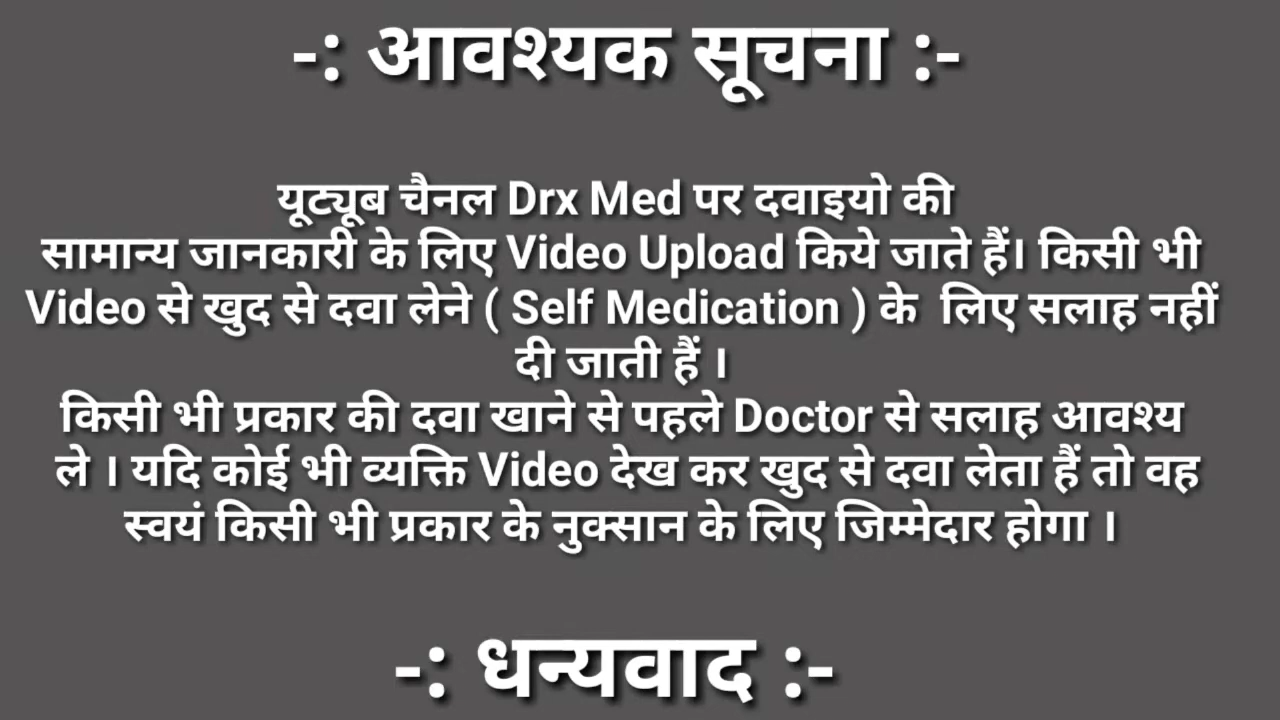 -: आवश्यक सूचना :-
यूट्यूब चैनल Drx Med पर दवाइयो की
सामान्य जानकारी के लिए Video Upload किये जाते हैं। किसी भी
Video से खुद से दवा लेने ( Self Medication ) के लिए सलाह नहीं
दी जाती हैं ।
किसी भी प्रकार की दवा खाने से पहले Doctor से सलाह आवश्य
ले । यदि कोई भी व्यक्ति Video देख कर खुद से दवा लेता हैं तो वह
स्वयं किसी भी प्रकार के नुक्सान के लिए जिम्मेदार होगा ।
-: धन्यवाद :-